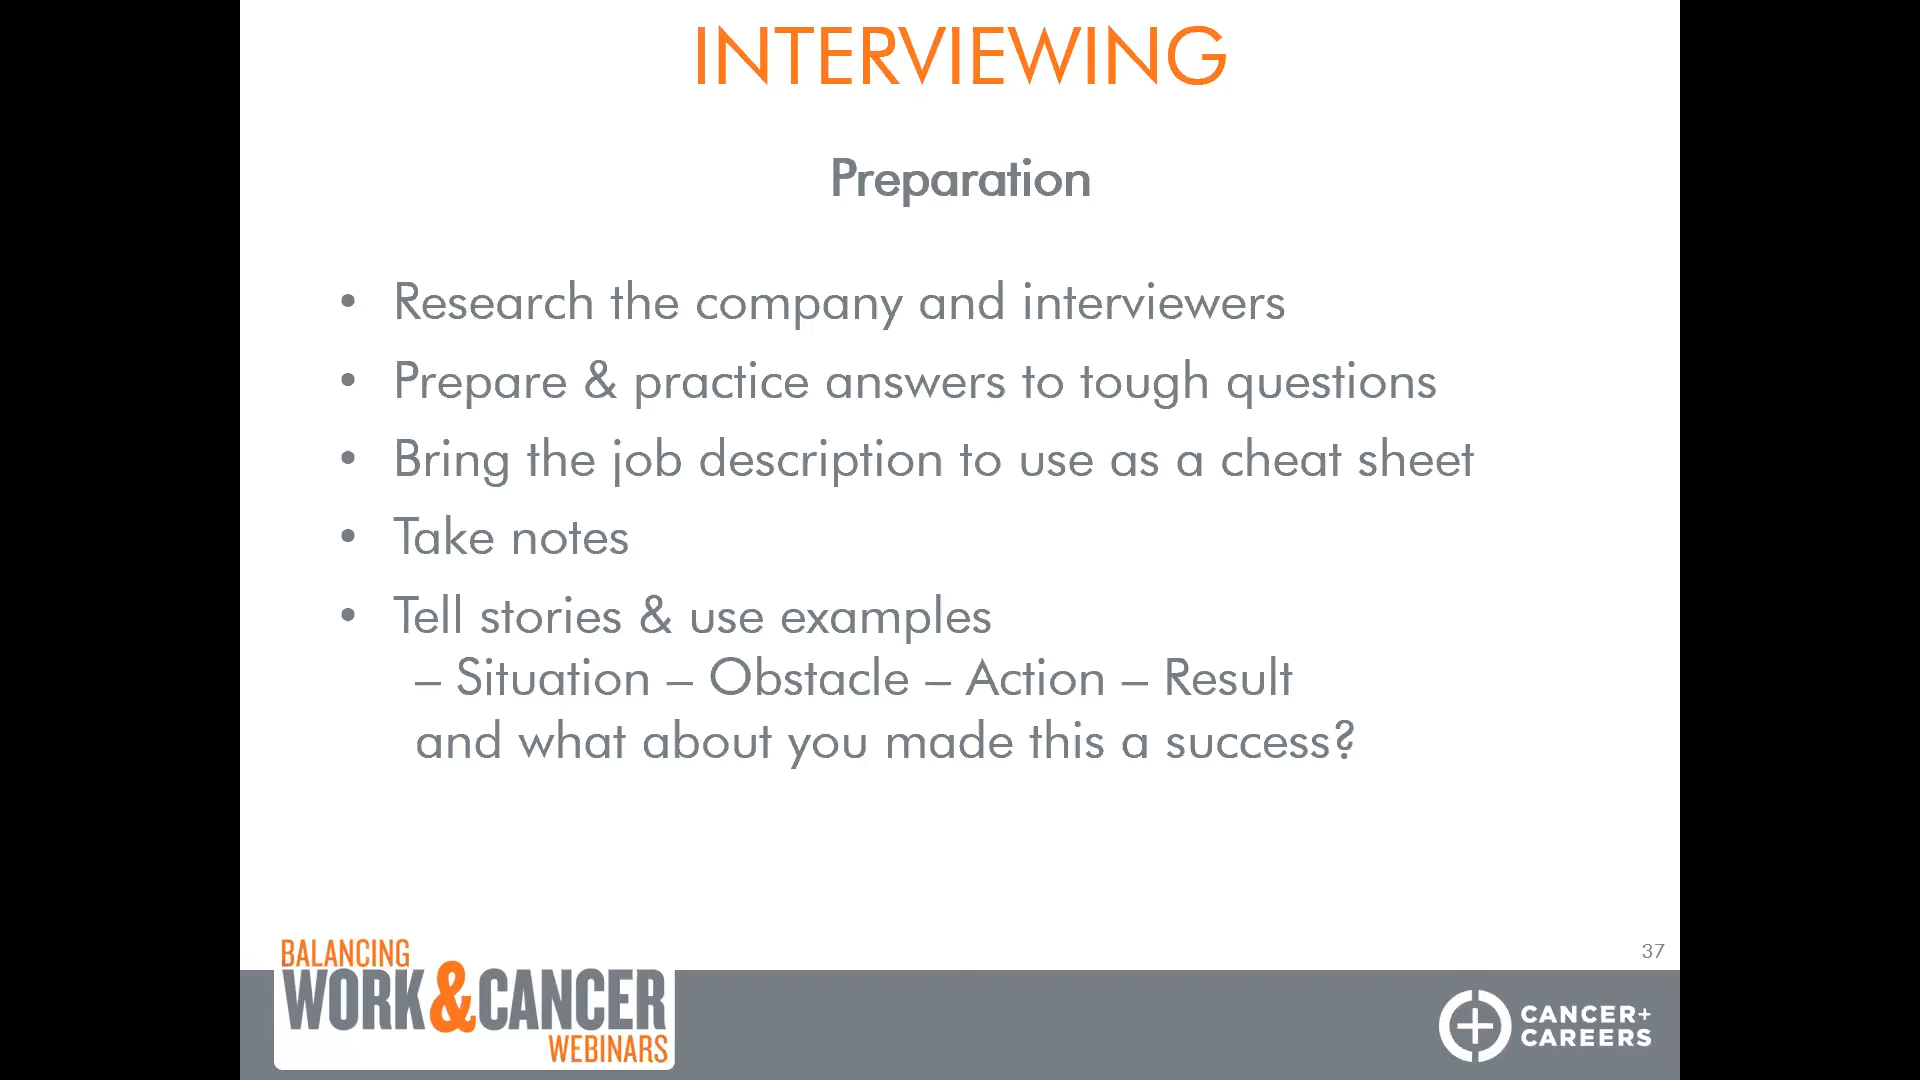 INTERVIEWING
Preparation
• Research the company and interviewers
• Prepare & practice answers to tough questions
• Bring the job description to use as a cheat sheet
• Take notes
• Tell stories & use examples
– Situation – Obstacle – Action – Result
and what about you made this a success?
37
BALANCING
WORK&CANCER
WEBINARS
CANCER+
CAREERS